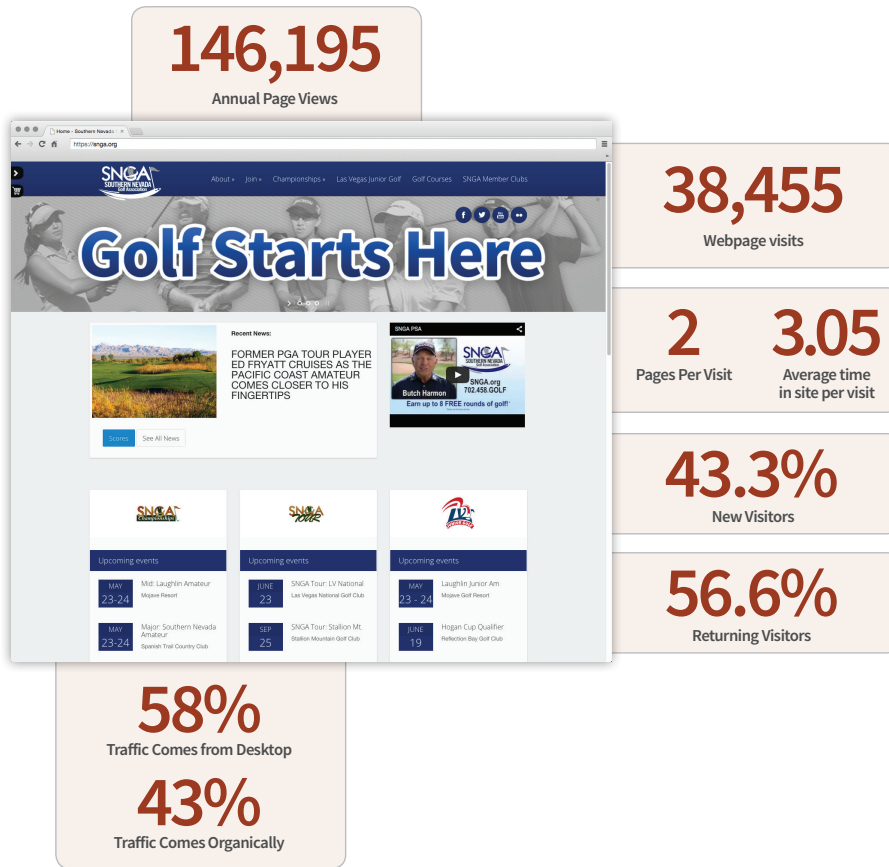 146,195
Annual Page Views
Home - Southern Nevada
https://snga.org
SNGA
SOUTHERN NEVADA
Golf Association
About
Join
Championships
Las Vegas Junior Golf
Golf Courses
SNGA Member Clubs
Golf Starts Here
Recent News:
FORMER PGA TOUR PLAYER
ED FRYATT CRUISES AS THE
PACIFIC COAST AMATEUR
COMES CLOSER TO HIS
FINGERTIPS
Scores
See All News
SNGA PSA
SNGA
SOUTHERN NEVADA
Golf Association
SNGA.org
702.458.GOLF
Butch Harmon
Earn up to 8 FREE rounds of golf!*
SNGA
Championships
SNGA
TOUR
LV
JUNIOR GOLF
Upcoming events
MAY
23-24
Mid: Laughlin Amateur
Mojave Resort
MAY
23-24
Major: Southern Nevada
Amateur
Spanish Trail Country Club
Upcoming events
JUNE
23
SNGA Tour: LV National
Las Vegas National Golf Club
SEP
25
SNGA Tour: Stallion Mt.
Stallion Mountain Golf Club
Upcoming events
MAY
23 - 24
Laughlin Junior Am
Mojave Golf Resort
JUNE
19
Hogan Cup Qualifier
Reflection Bay Golf Club
38,455
Webpage visits
2
Pages Per Visit
3.05
Average time
in site per visit
43.3%
New Visitors
56.6%
Returning Visitors
58%
Traffic Comes from Desktop
43%
Traffic Comes Organically